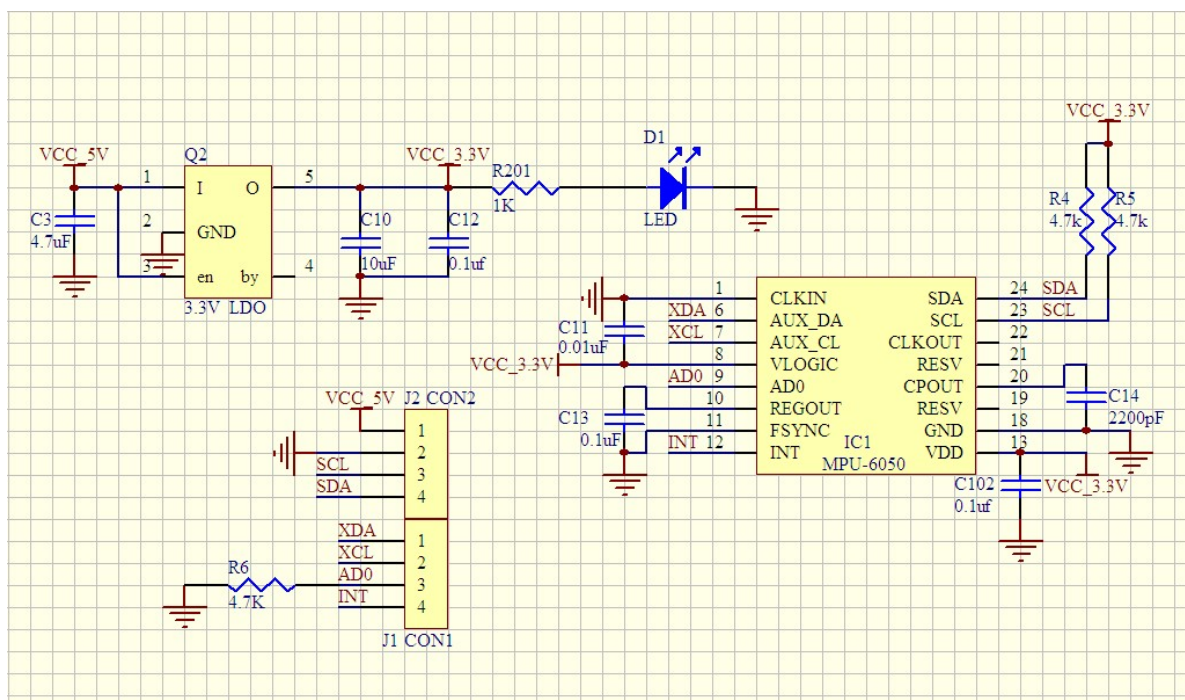 VCC_5V
Q2
1
I
O
5
C3
4.7uF
2
GND
3
en
by
4
3.3V LDO
VCC_3.3V
C10
10uF
C12
0.1uf
R201
1K
D1
LED
VCC_3.3V
R4
4.7k
R5
4.7k
1
CLKIN
SDA
24
SDA
XDA
6
AUX_DA
SCL
23
SCL
XCL
7
AUX_CL
CLKOUT
22
C11
0.01uF
VCC_3.3V
8
VLOGIC
RESV
21
AD0
9
AD0
CPOUT
20
C13
0.1uF
10
REGOUT
RESV
19
11
FSYNC
GND
18
INT
12
INT
VDD
13
IC1
MPU-6050
C14
2200pF
C102
0.1uf
VCC_3.3V
VCC_5V
J2 CON2
1
2
SCL
3
SDA
4
XDA
1
XCL
2
R6
4.7K
AD0
3
INT
4
J1 CON1